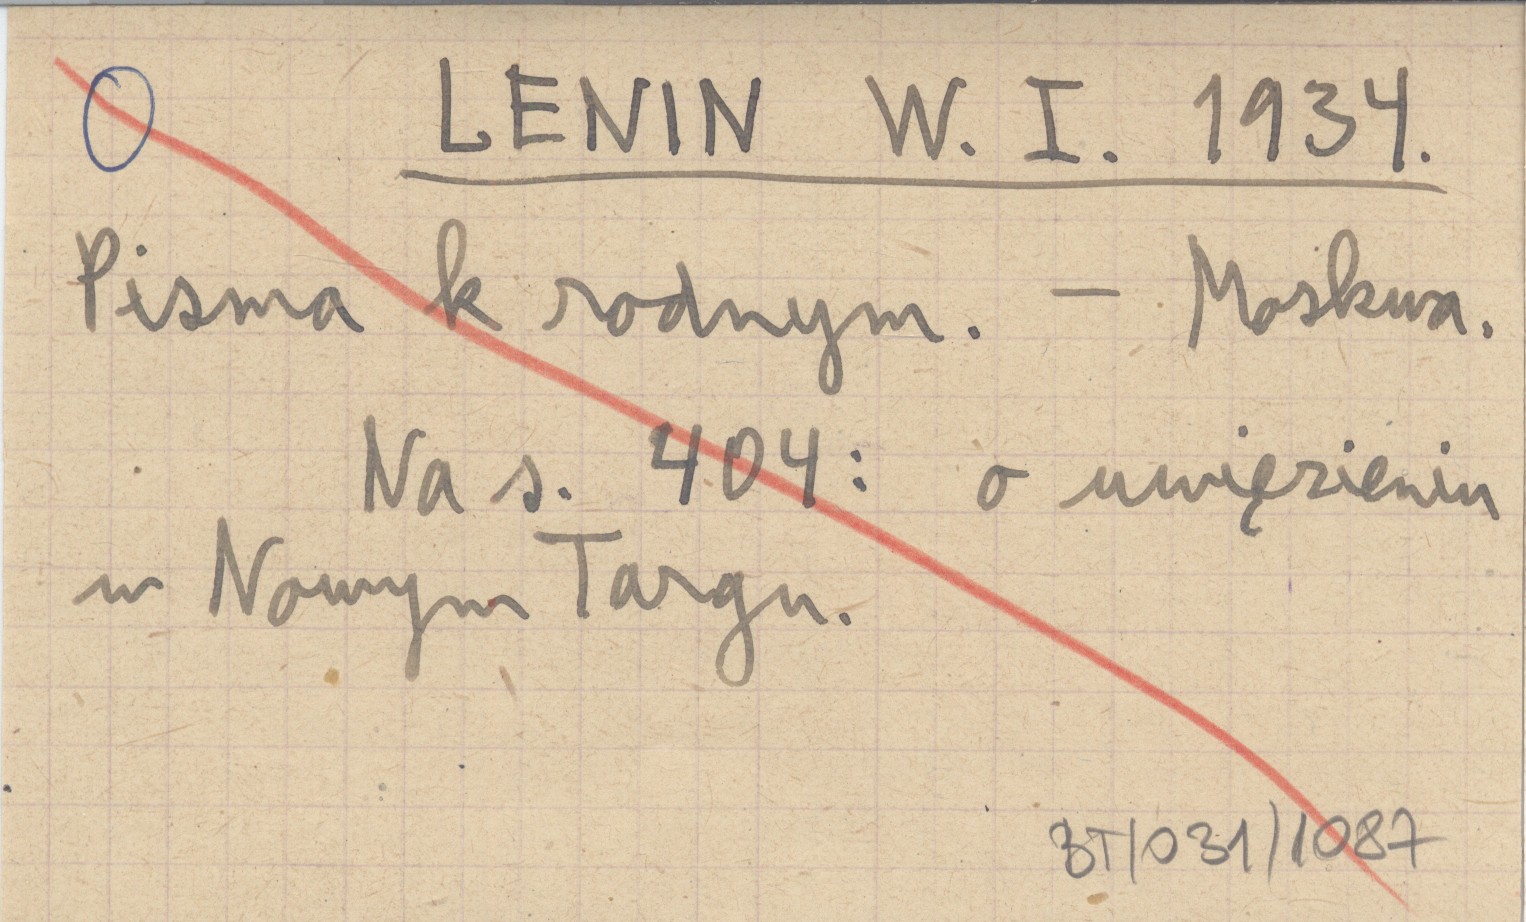 LENIN W. I. 1934.
Pisma k rodnym. – Moskwa.
Na s. 404: o uwięzieniu
w Nowym Targu.
BT/031/1087